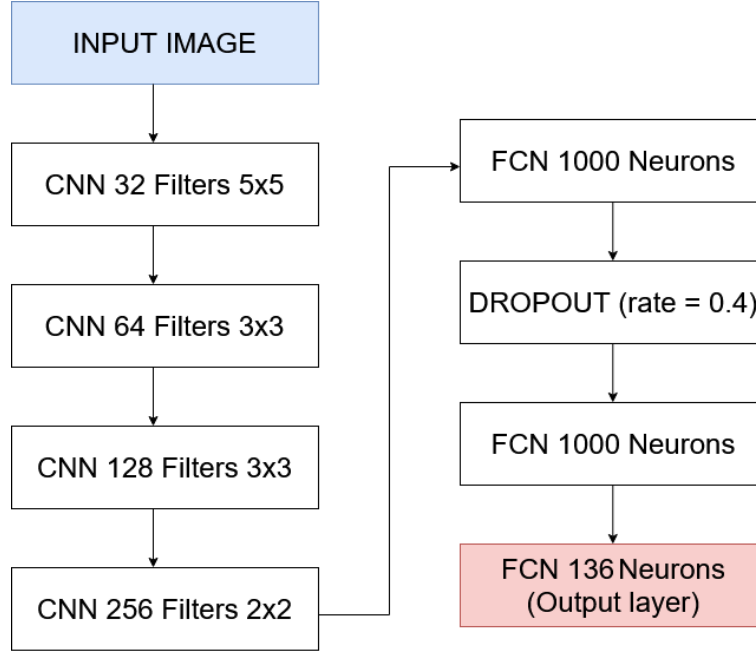 INPUT IMAGE
CNN 32 Filters 5x5
CNN 64 Filters 3x3
CNN 128 Filters 3x3
CNN 256 Filters 2x2
FCN 1000 Neurons
DROPOUT (rate = 0.4)
FCN 1000 Neurons
FCN 136 Neurons
(Output layer)